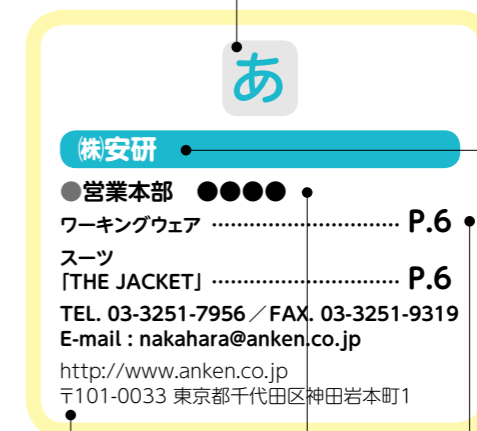 あ
㈱安研
●営業本部 ●●●●
ワーキングウェア …………………………… P.6
スーツ
「THE JACKET」 …………………………… P.6
TEL. 03-3251-7956／FAX. 03-3251-9319
E-mail : nakahara@anken.co.jp
http://www.anken.co.jp
〒101-0033 東京都千代田区神田岩本町1